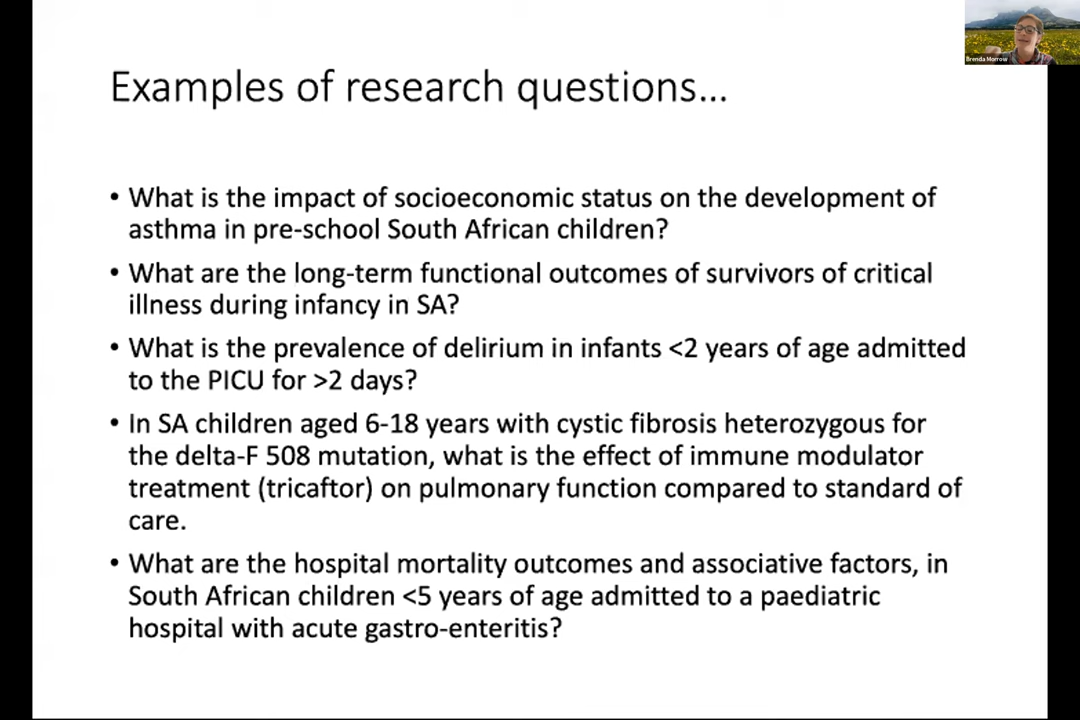 Examples of research questions...
• What is the impact of socioeconomic status on the development of
asthma in pre-school South African children?
• What are the long-term functional outcomes of survivors of critical
illness during infancy in SA?
• What is the prevalence of delirium in infants <2 years of age admitted
to the PICU for >2 days?
• In SA children aged 6-18 years with cystic fibrosis heterozygous for
the delta-F 508 mutation, what is the effect of immune modulator
treatment (tricaftor) on pulmonary function compared to standard of
care.
• What are the hospital mortality outcomes and associative factors, in
South African children <5 years of age admitted to a paediatric
hospital with acute gastro-enteritis?
Brenda Morrow